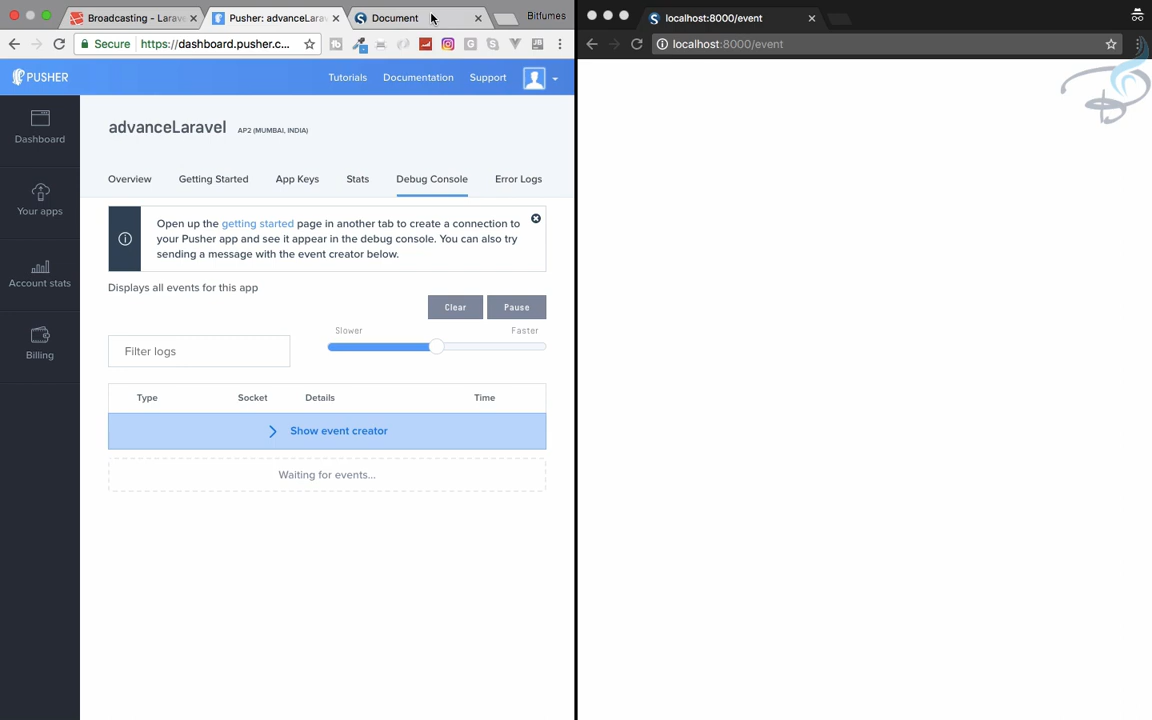 Broadcasting - Larave
Pusher: advanceLarav
Document
Bitfumes
localhost:8000/event
Secure
https://dashboard.pusher.c...
localhost:8000/event
PUSHER
Tutorials
Documentation
Support
Dashboard
Your apps
Account stats
Billing
advanceLaravel
AP2 (MUMBAI, INDIA)
Overview
Getting Started
App Keys
Stats
Debug Console
Error Logs
Open up the getting started page in another tab to create a connection to
your Pusher app and see it appear in the debug console. You can also try
sending a message with the event creator below.
Displays all events for this app
Clear
Pause
Slower
Faster
Filter logs
Type
Socket
Details
Time
Show event creator
Waiting for events...